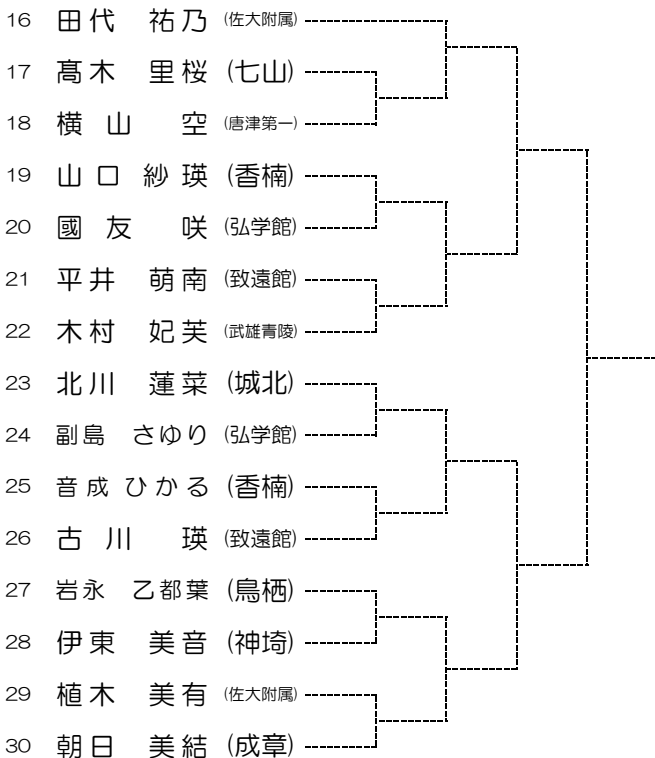 16 田代 祐乃 (佐大附属)
17 髙木 里桜 (七山)
18 横山 空 (唐津第一)
19 山口 紗瑛 (香楠)
20 國友 咲 (弘学館)
21 平井 萌南 (致遠館)
22 木村 妃芙 (武雄青陵)
23 北川 蓮菜 (城北)
24 副島 さゆり (弘学館)
25 音成 ひかる (香楠)
26 古川 瑛 (致遠館)
27 岩永 乙都葉 (鳥栖)
28 伊東 美音 (神埼)
29 植木 美有 (佐大附属)
30 朝日 美結 (成章)